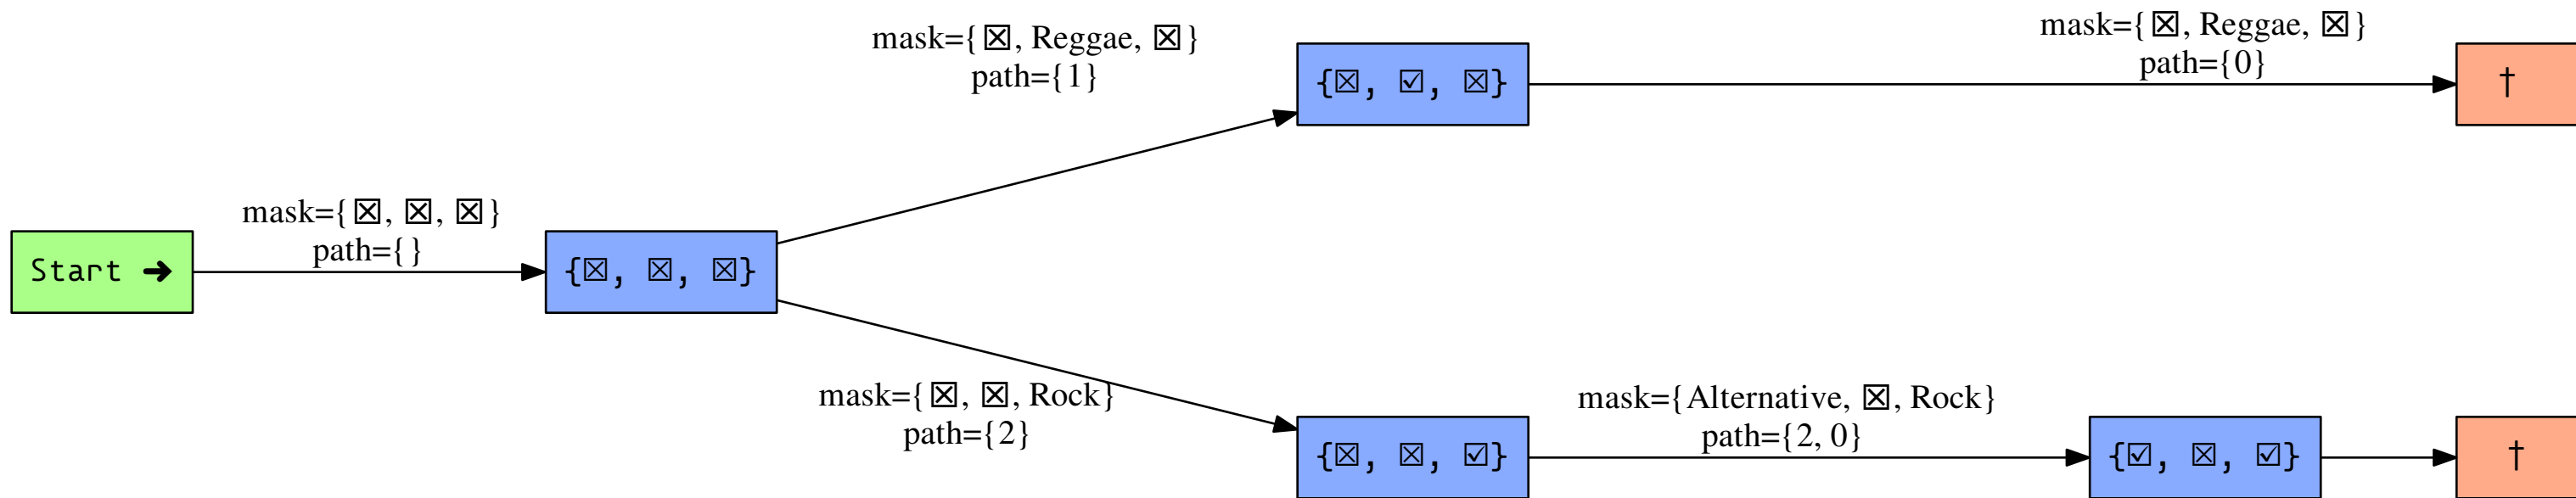 mask={☒, Reggae, ☒}
path={1}
{☒, ☑, ☒}
mask={☒, Reggae, ☒}
path={0}
†
Start ➜
mask={☒, ☒, ☒}
path={}
{☒, ☒, ☒}
mask={☒, ☒, Rock}
path={2}
{☒, ☒, ☑}
mask={Alternative, ☒, Rock}
path={2, 0}
{☑, ☒, ☑}
†